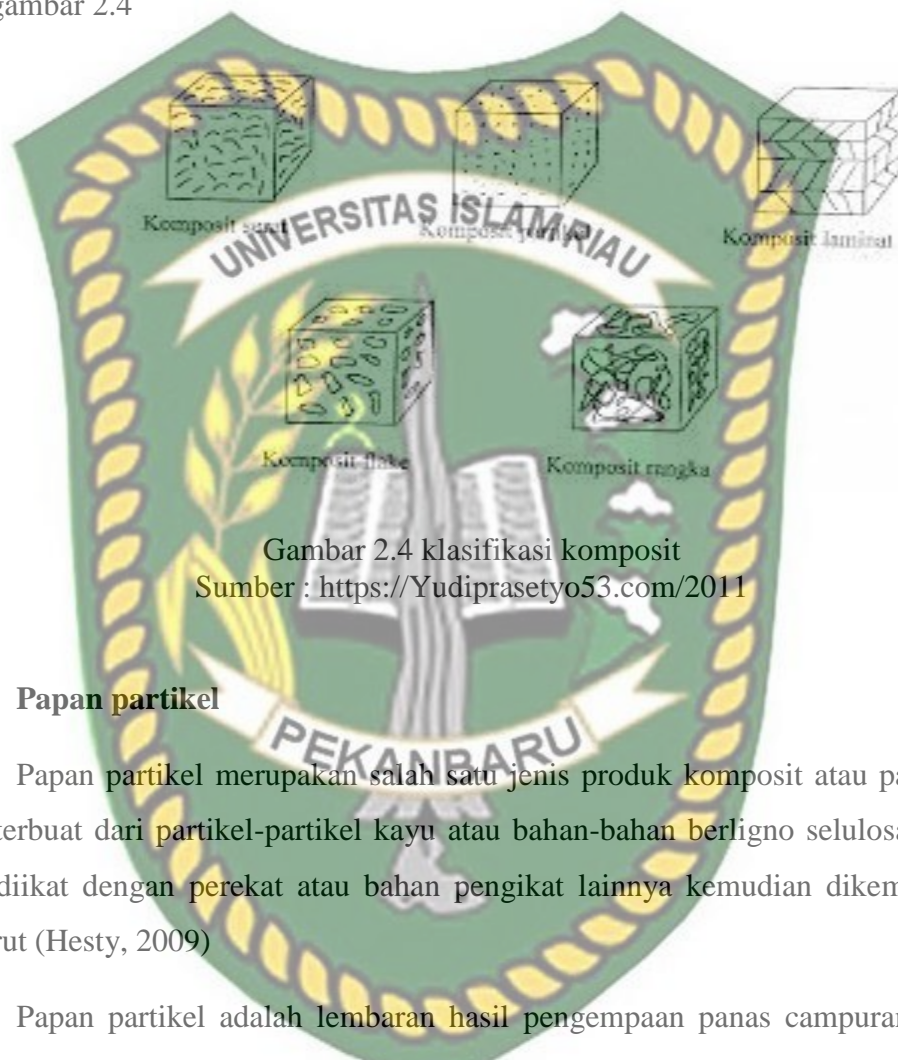 gambar 2.4
Komposit serat Komposit partikel Komposit laminat
UNIVERSITAS ISLAM RIAU
Komposit flake Komposit rangka
Gambar 2.4 klasifikasi komposit
Sumber : https://Yudiprasetyo53.com/2011
Papan partikel
PEKANBARU
Papan partikel merupakan salah satu jenis produk komposit atau pa
terbuat dari partikel-partikel kayu atau bahan-bahan berligno selulosa
diikat dengan perekat atau bahan pengikat lainnya kemudian dikem
rut (Hesty, 2009)
Papan partikel adalah lembaran hasil pengempaan panas campuran